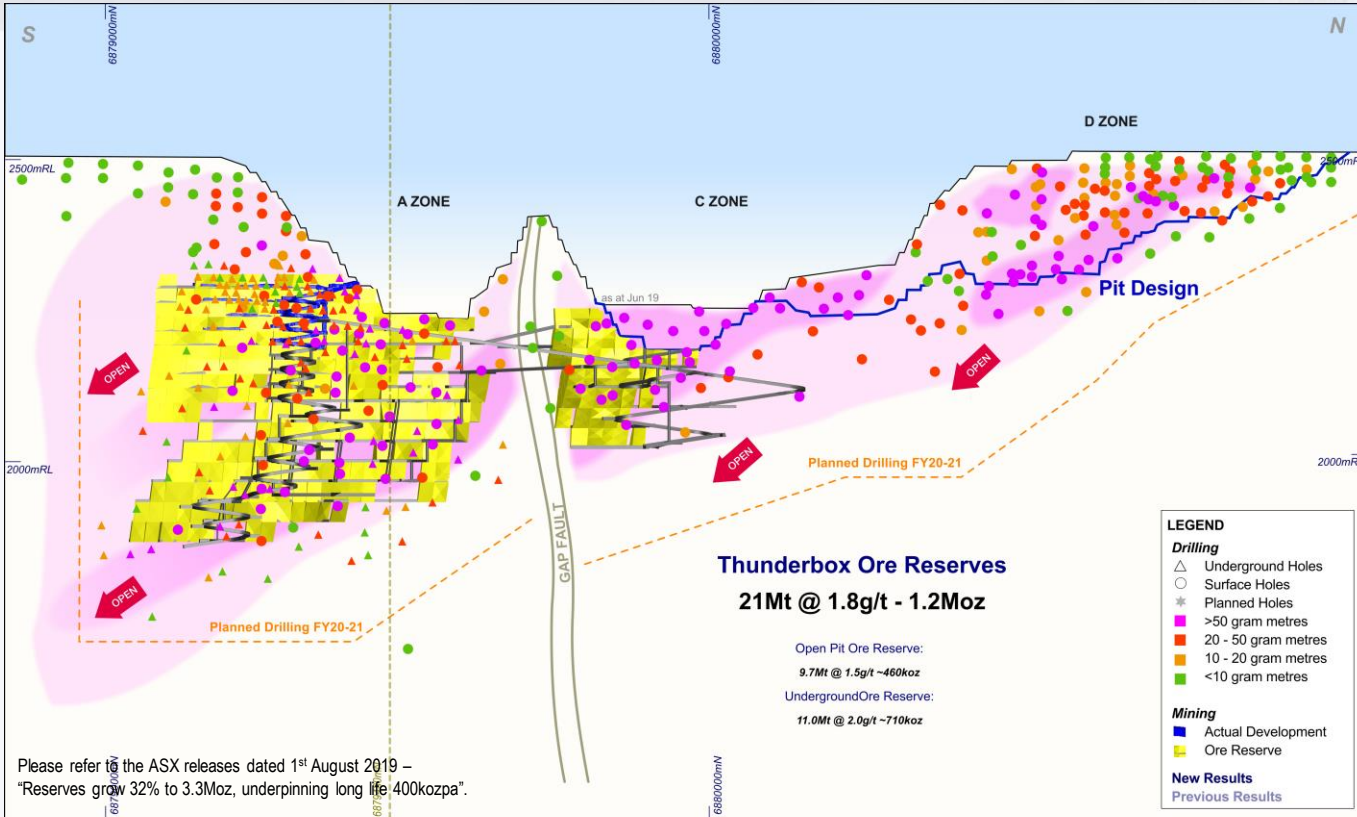 S
N
6879000mN
6880000mN
D ZONE
2500mRL
2500mRL
A ZONE
C ZONE
as at Jun 19
Pit Design
OPEN
OPEN
OPEN
OPEN
2000mRL
2000mRL
Planned Drilling FY20-21
GAP FAULT
Thunderbox Ore Reserves
21Mt @ 1.8g/t - 1.2Moz
Planned Drilling FY20-21
Open Pit Ore Reserve:
9.7Mt @ 1.5g/t ~460koz
UndergroundOre Reserve:
11.0Mt @ 2.0g/t ~710koz
LEGEND
Drilling
Underground Holes
Surface Holes
Planned Holes
>50 gram metres
20 - 50 gram metres
10 - 20 gram metres
<10 gram metres
Mining
Actual Development
Ore Reserve
New Results
Previous Results
Please refer to the ASX releases dated 1st August 2019 –
“Reserves grow 32% to 3.3Moz, underpinning long life 400kozpa”.
6880000mN